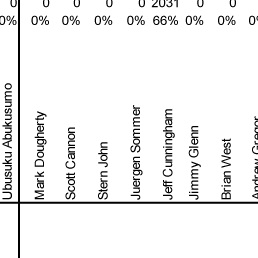 0 0 0 0 0 2031 0 0
0% 0% 0% 0% 0% 66% 0% 0%
Ubusuku Abukusumo
Mark Dougherty
Scott Cannon
Stern John
Juergen Sommer
Jeff Cunningham
Jimmy Glenn
Brian West
Andrew